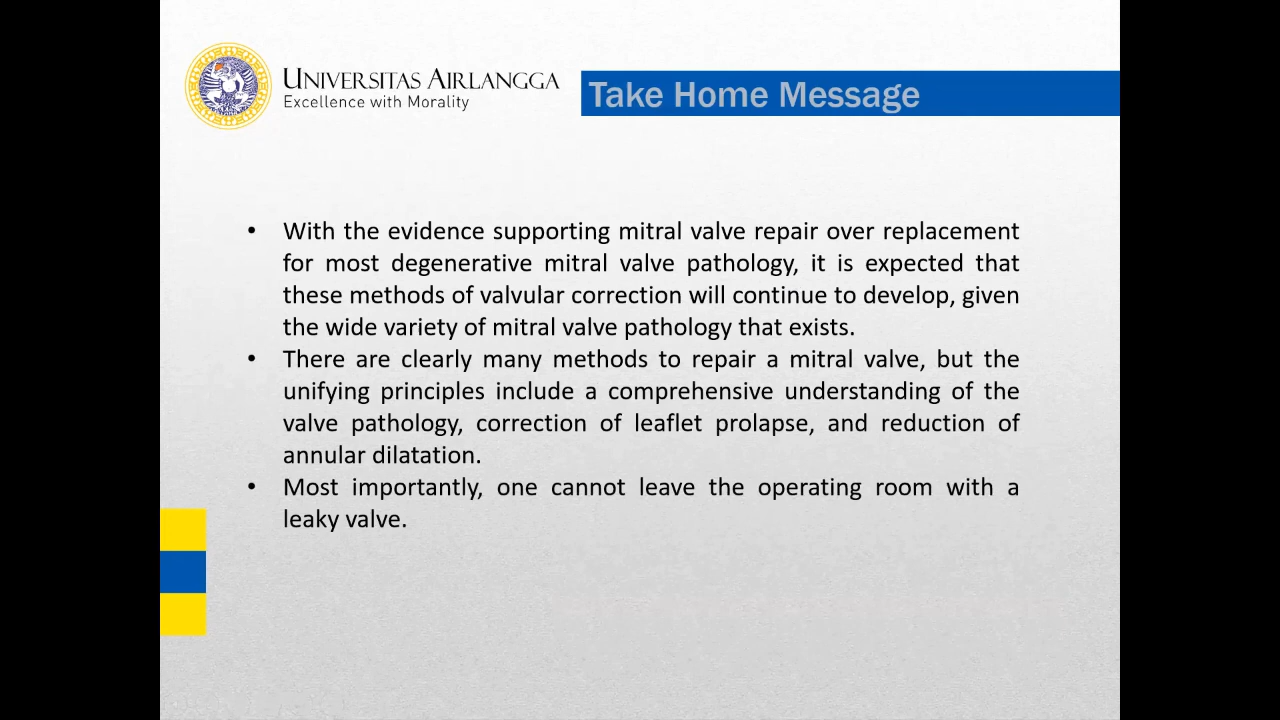 UNIVERSITAS AIRLANGGA
Excellence with Morality
Take Home Message
• With the evidence supporting mitral valve repair over replacement
for most degenerative mitral valve pathology, it is expected that
these methods of valvular correction will continue to develop, given
the wide variety of mitral valve pathology that exists.
• There are clearly many methods to repair a mitral valve, but the
unifying principles include a comprehensive understanding of the
valve pathology, correction of leaflet prolapse, and reduction of
annular dilatation.
• Most importantly, one cannot leave the operating room with a
leaky valve.